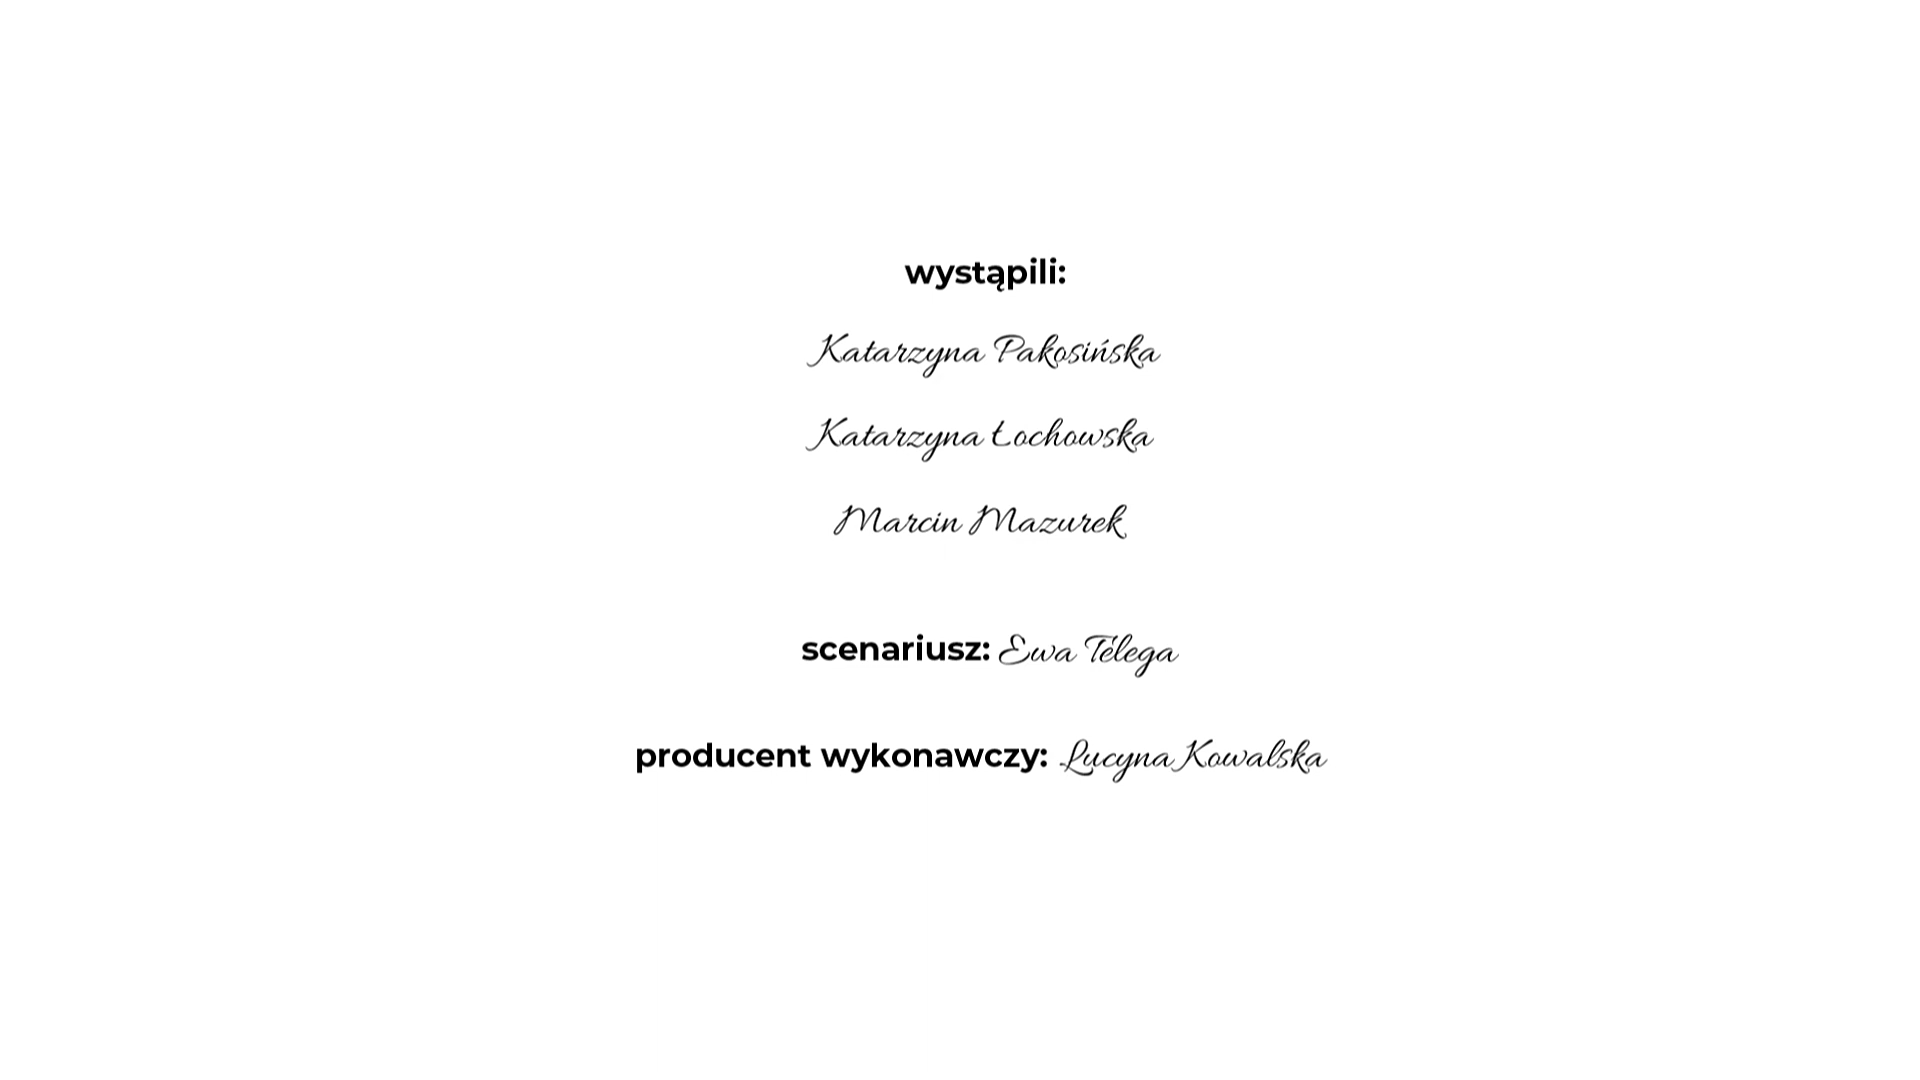 wystąpili:
Katarzyna Pakosińska
Katarzyna Łochowska
Marcin Mazurek
scenariusz: Ewa Telega
producent wykonawczy: Lucyna Kowalska